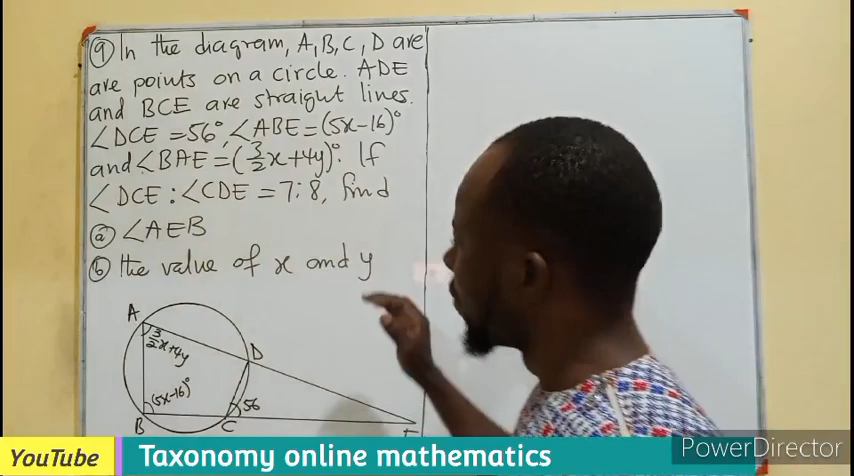 9 In the diagram, A, B, C, D are
are points on a circle. ADE
and BCE are straight lines.
∠DCE = 56°, ∠ABE = (5x-16)°
and ∠BAE = (3/2x+4y)°. If
∠DCE : ∠CDE = 7:8, find
a ∠AEB
b the value of x and y
A
3/2x+4y
D
(5x-16)°
56
B
C
E
YouTube Taxonomy online mathematics
PowerDirector